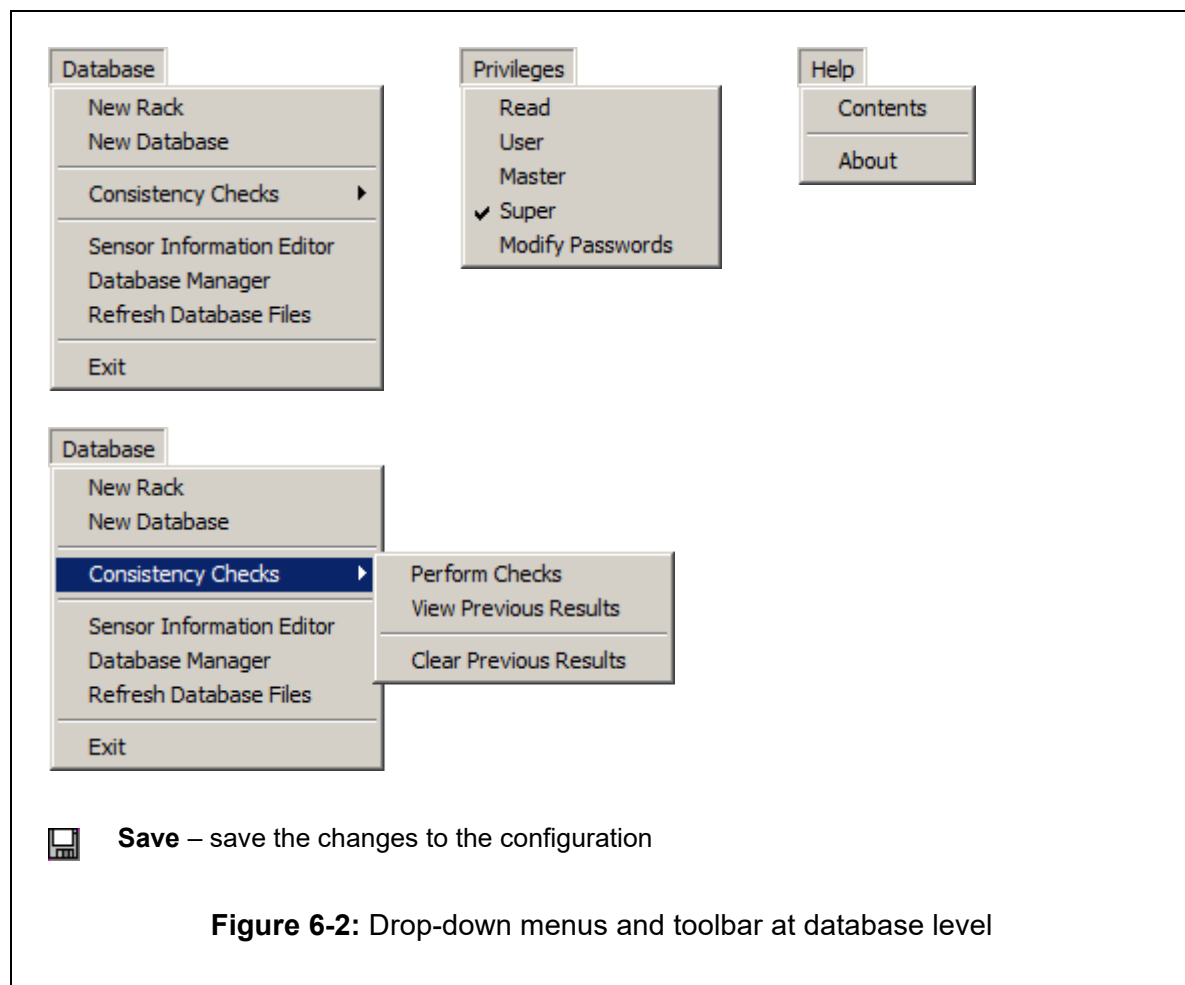 Database
New Rack
New Database
Consistency Checks
Sensor Information Editor
Database Manager
Refresh Database Files
Exit
Privileges
Read
User
Master
Super
Modify Passwords
Help
Contents
About
Database
New Rack
New Database
Consistency Checks
Sensor Information Editor
Database Manager
Refresh Database Files
Exit
Perform Checks
View Previous Results
Clear Previous Results
Save – save the changes to the configuration
Figure 6-2: Drop-down menus and toolbar at database level